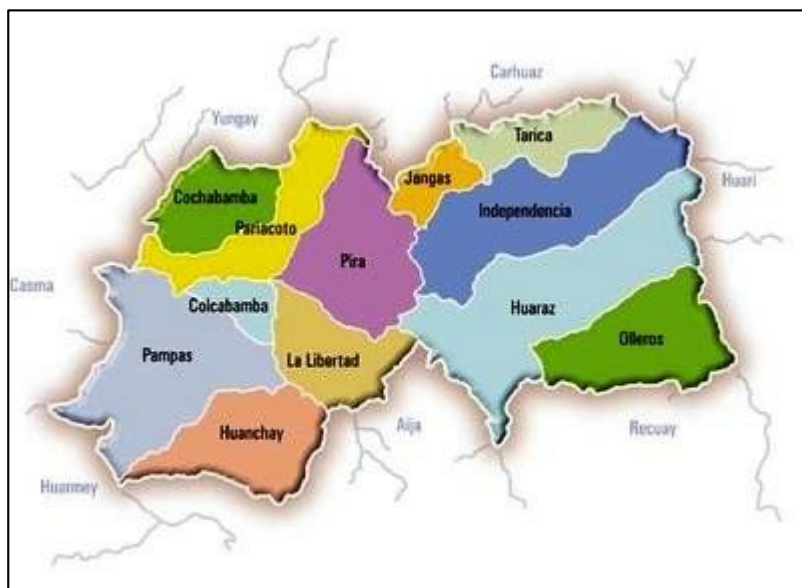 Carhuaz
Yungay
Tarica
Jangas
Huari
Cochabamba
Independencia
Pariacoto
Pira
Casma
Colcabamba
Huaraz
Olleros
Pampas
La Libertad
Huanchay
Aija
Recuay
Huarmey